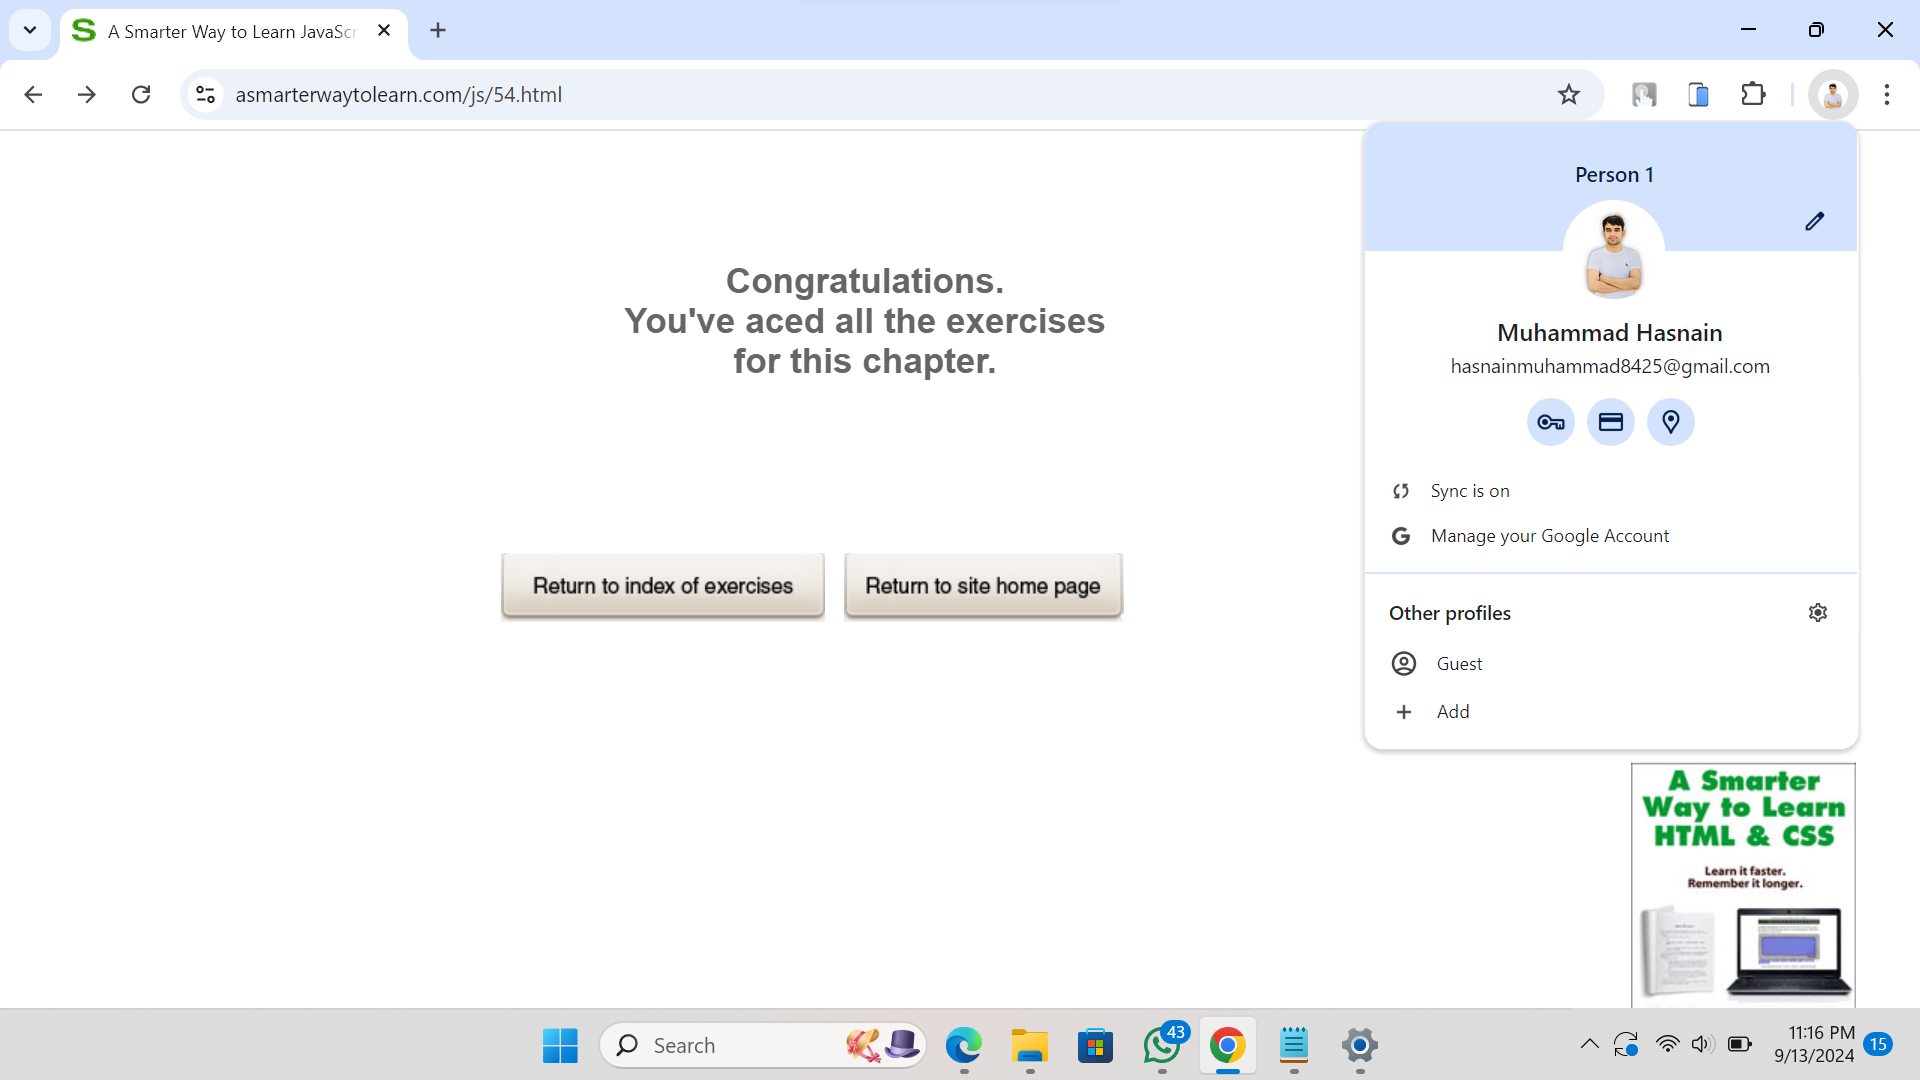 A Smarter Way to Learn JavaScr
asmarterwaytolearn.com/js/54.html
Person 1
Muhammad Hasnain
hasnainmuhammad8425@gmail.com
Sync is on
Manage your Google Account
Other profiles
Guest
Add
Congratulations.
You've aced all the exercises
for this chapter.
Return to index of exercises
Return to site home page
A Smarter
Way to Learn
HTML & CSS
Learn it faster.
Remember it longer.
Search
43
11:16 PM
9/13/2024
15